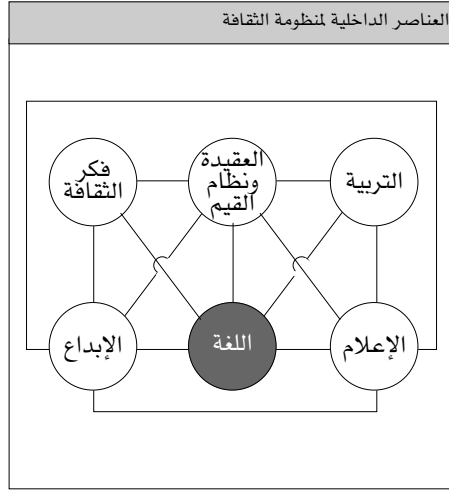 العناصر الداخلية لمنظومة الثقافة
التربية
العقيدة
ونظام
القيم
فكر
الثقافة
الإعلام
اللغة
الإبداع